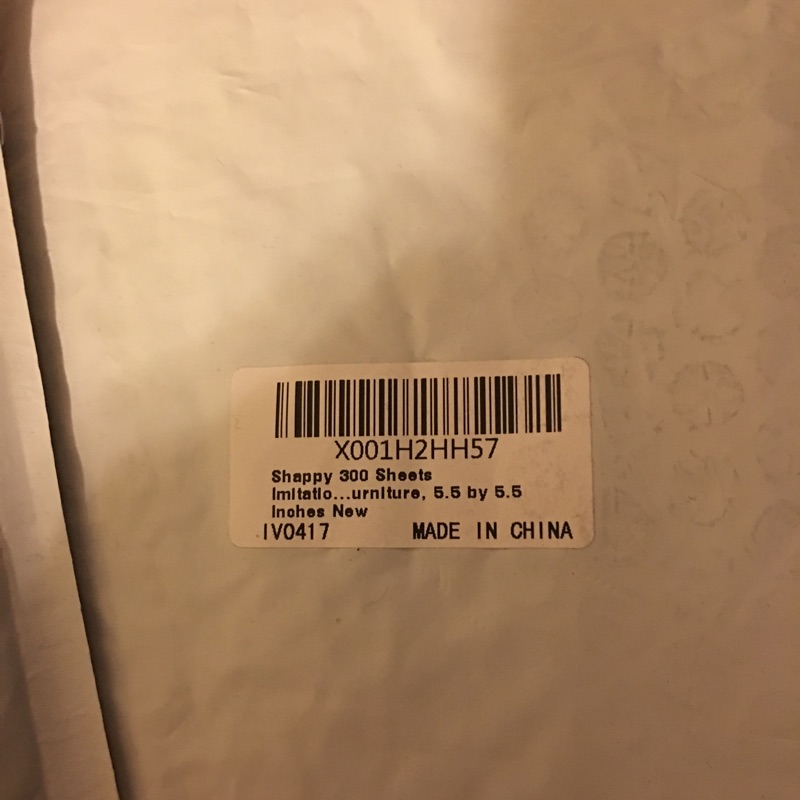 X001H2HH57
Shappy 300 Sheets
Imitatio...urniture, 5.5 by 5.5
Inches New
IV0417 MADE IN CHINA